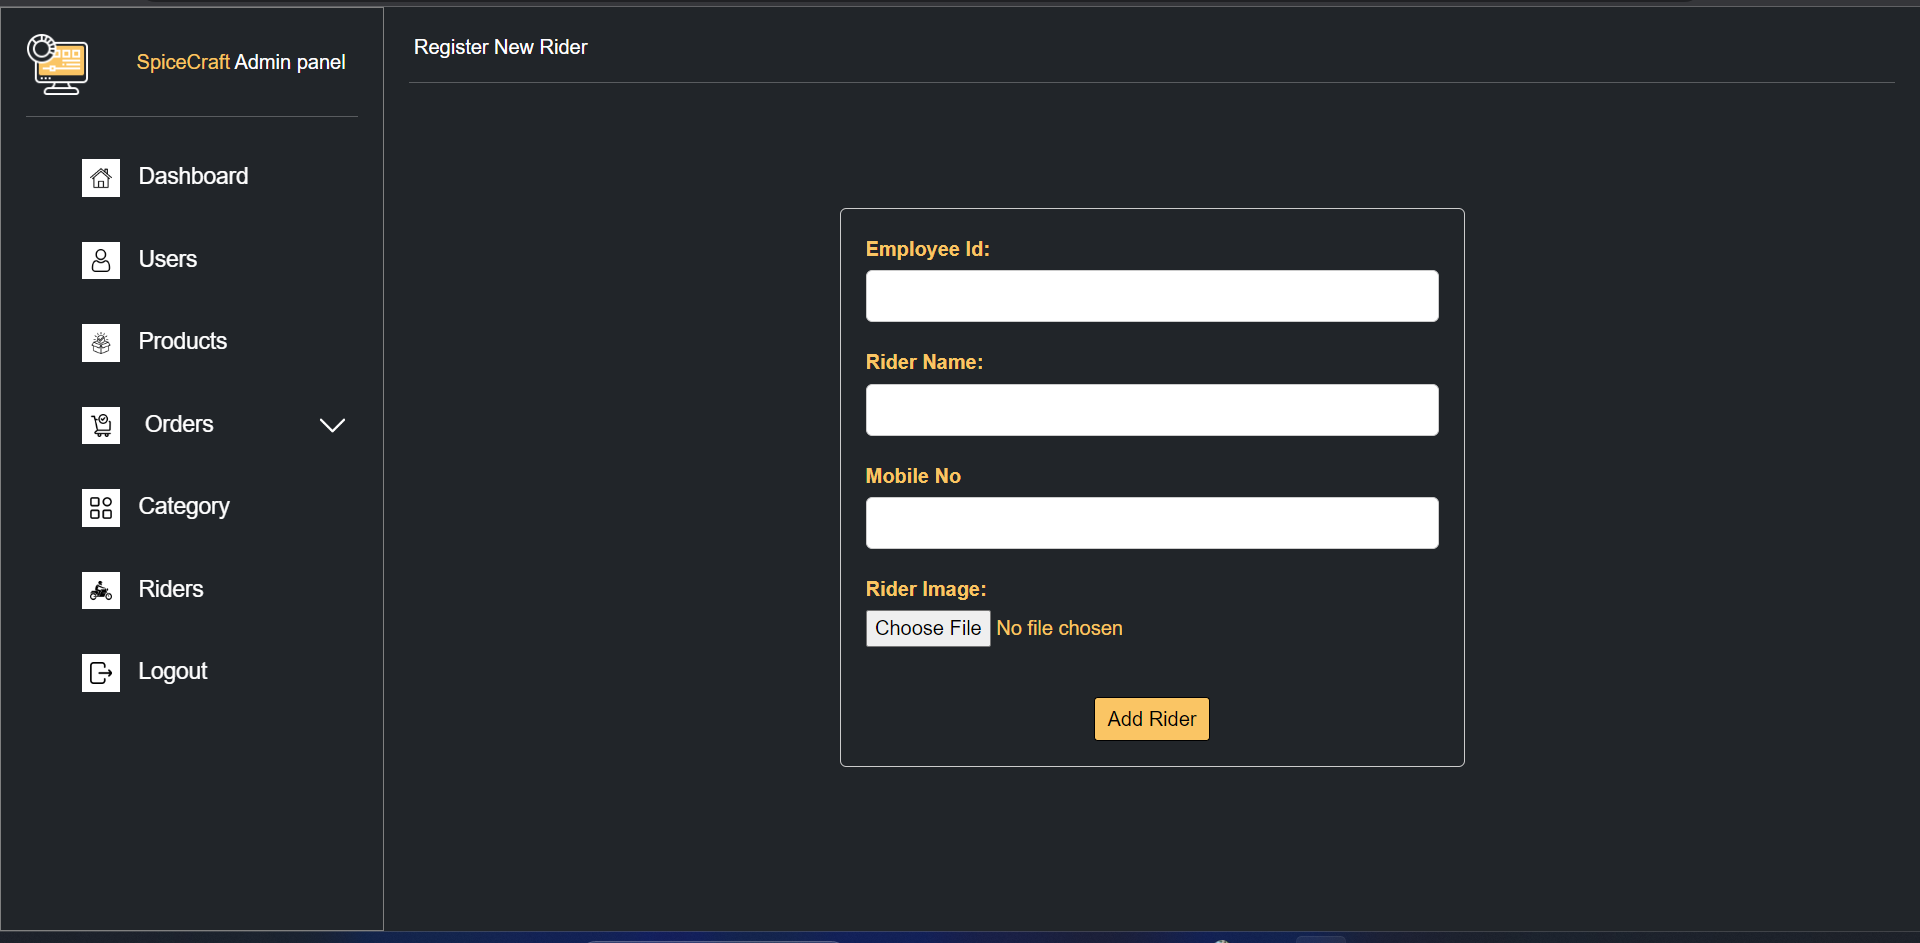 SpiceCraft Admin panel
Dashboard
Users
Products
Orders
Category
Riders
Logout
Register New Rider
Employee Id:
Rider Name:
Mobile No
Rider Image:
Choose File No file chosen
Add Rider